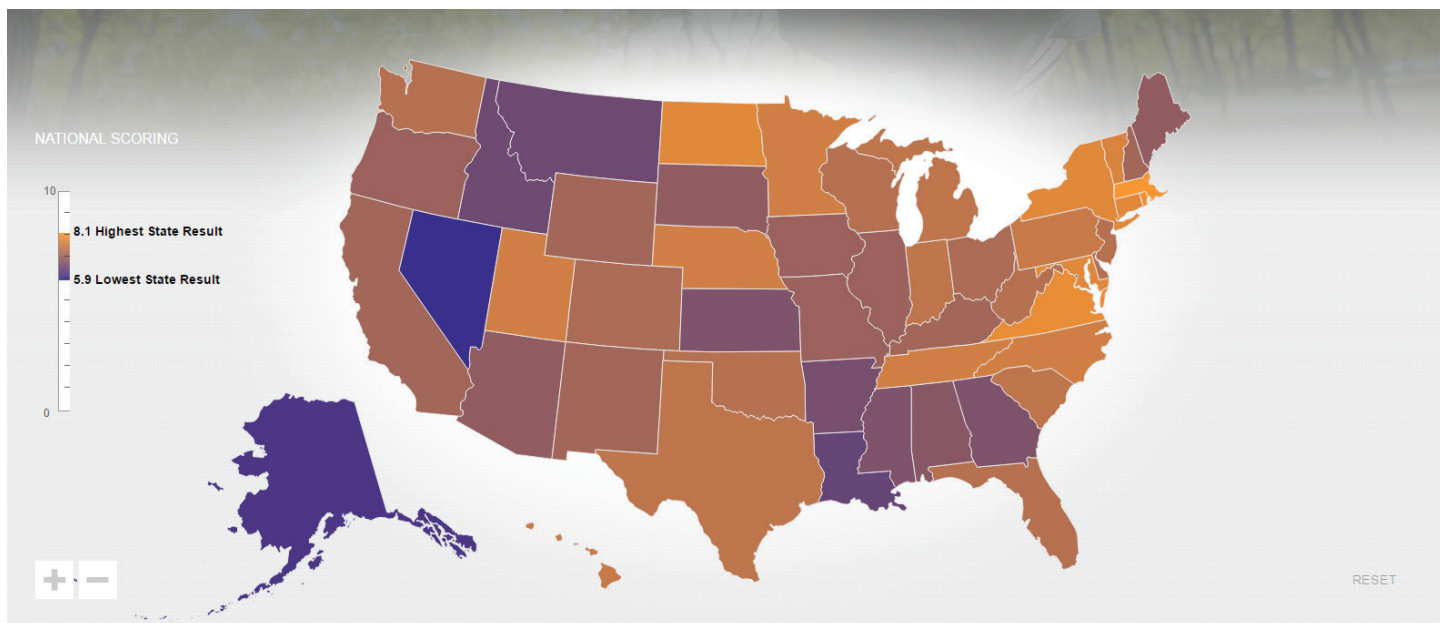 NATIONAL SCORING
10
8.1 Highest State Result
5.9 Lowest State Result
0
RESET